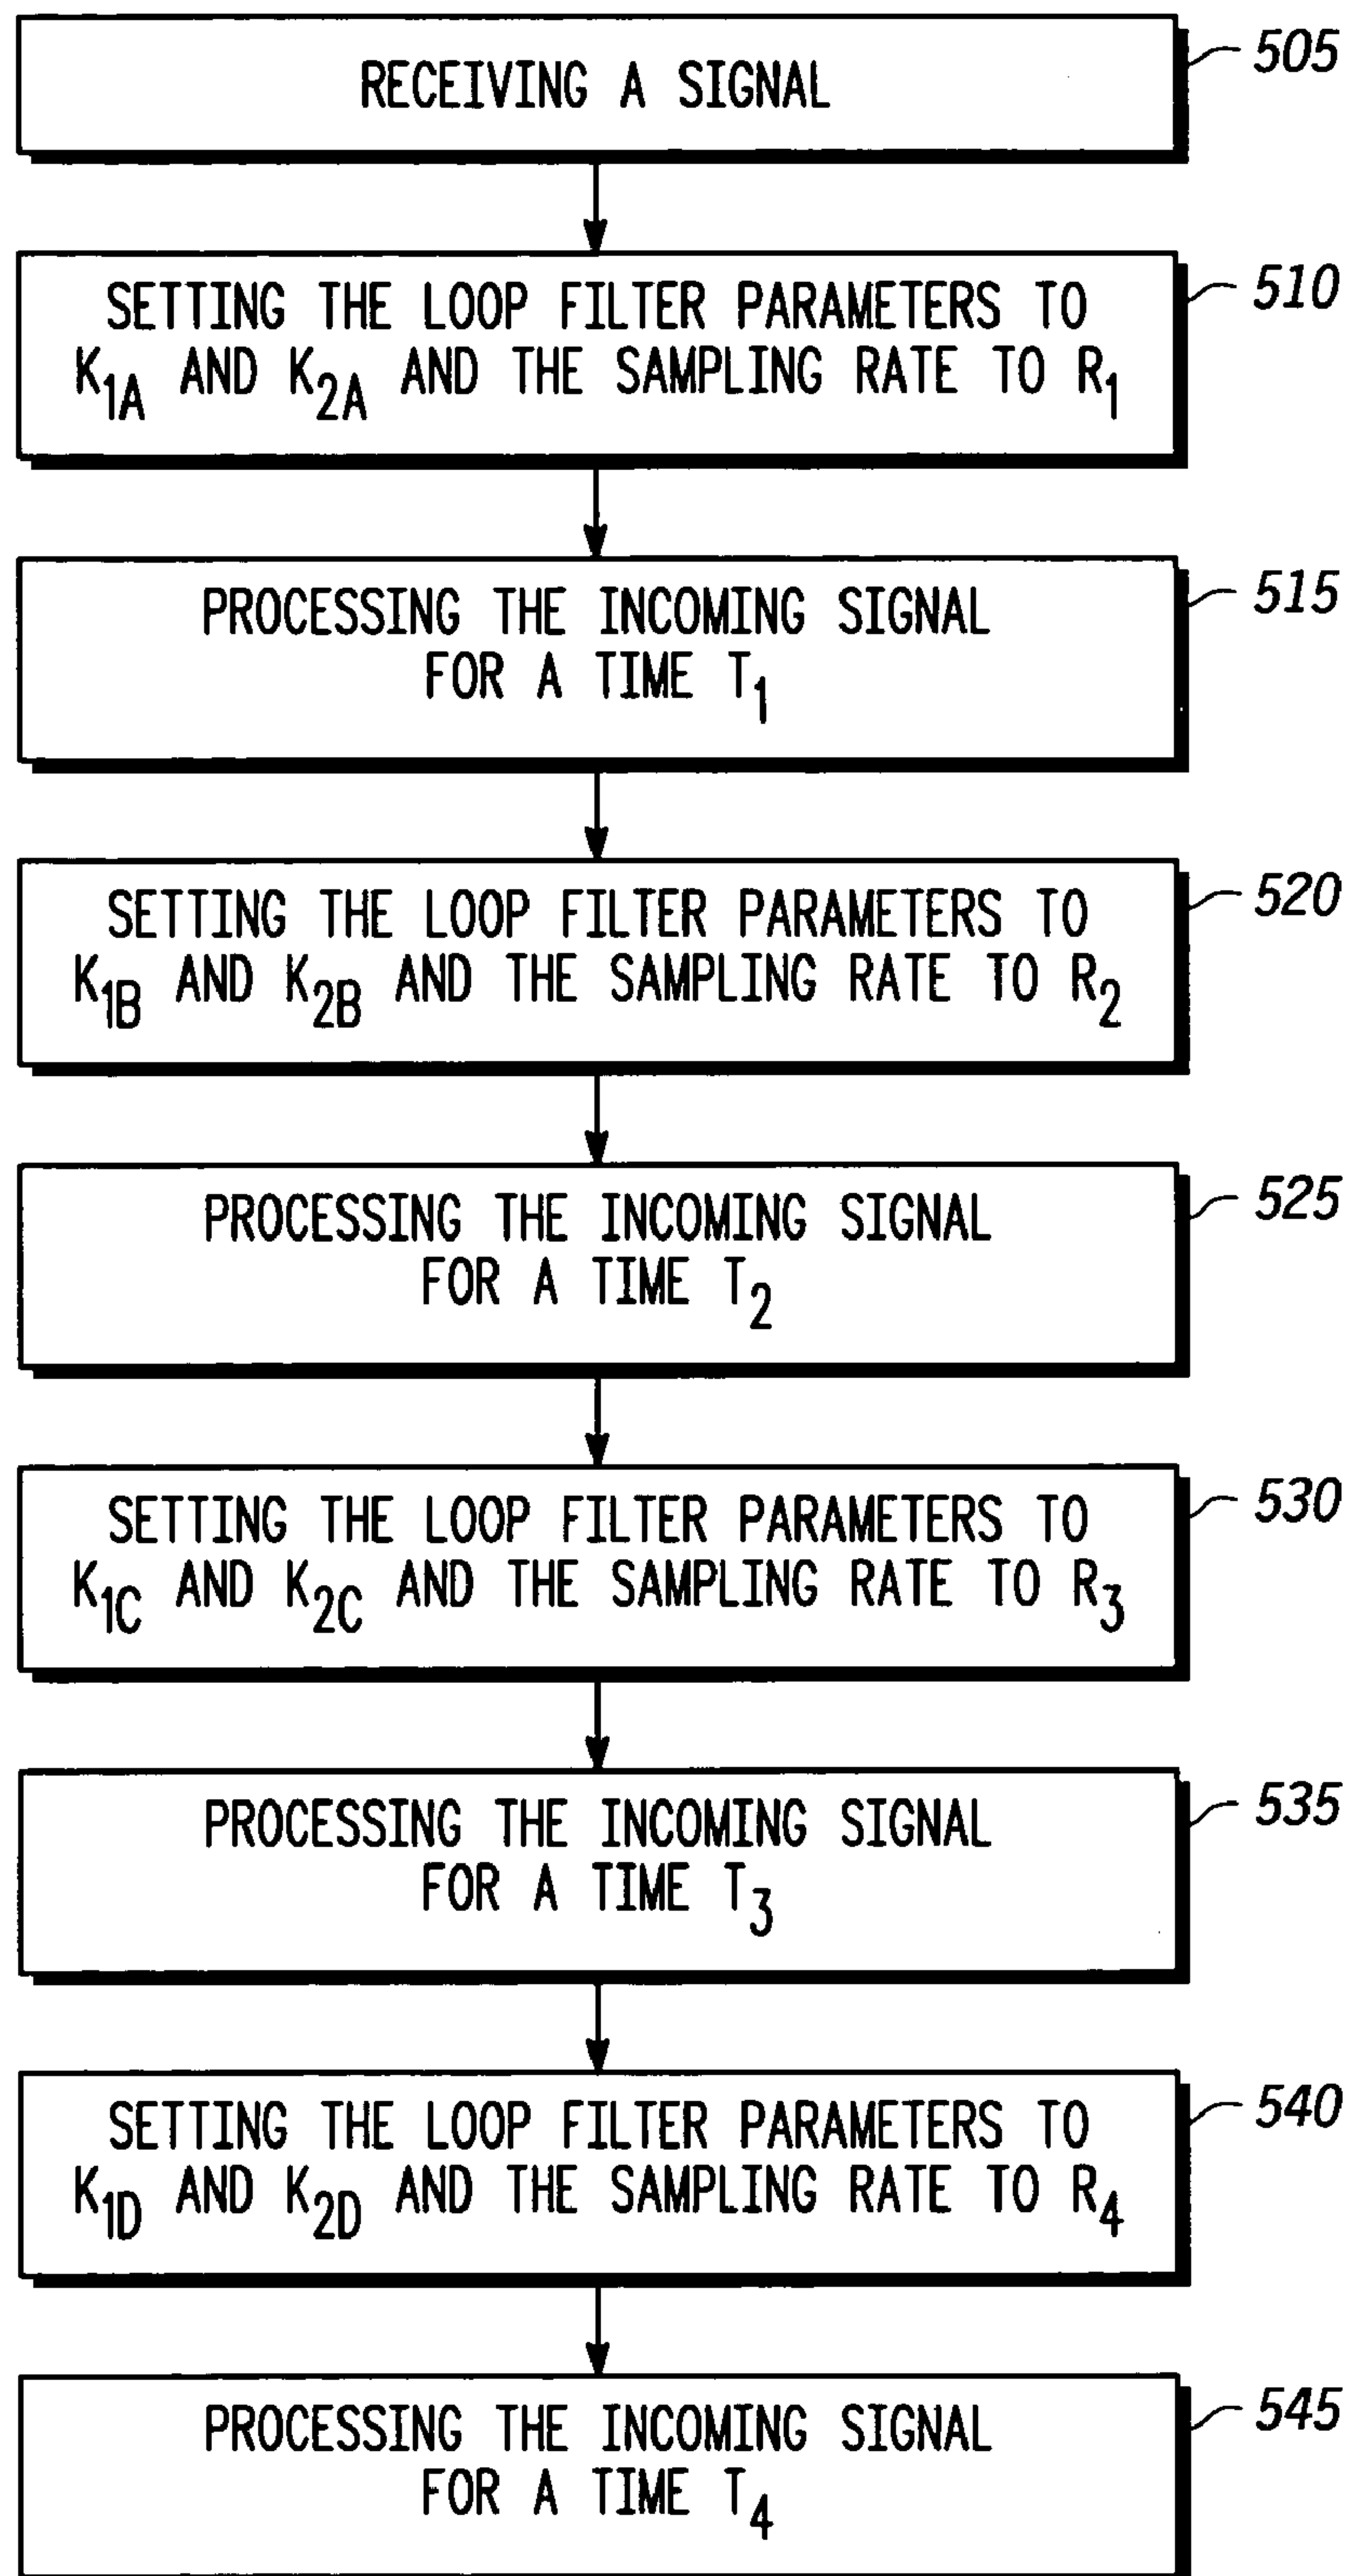 RECEIVING A SIGNAL
505
SETTING THE LOOP FILTER PARAMETERS TO
K1A AND K2A AND THE SAMPLING RATE TO R1
510
PROCESSING THE INCOMING SIGNAL
FOR A TIME T1
515
SETTING THE LOOP FILTER PARAMETERS TO
K1B AND K2B AND THE SAMPLING RATE TO R2
520
PROCESSING THE INCOMING SIGNAL
FOR A TIME T2
525
SETTING THE LOOP FILTER PARAMETERS TO
K1C AND K2C AND THE SAMPLING RATE TO R3
530
PROCESSING THE INCOMING SIGNAL
FOR A TIME T3
535
SETTING THE LOOP FILTER PARAMETERS TO
K1D AND K2D AND THE SAMPLING RATE TO R4
540
PROCESSING THE INCOMING SIGNAL
FOR A TIME T4
545